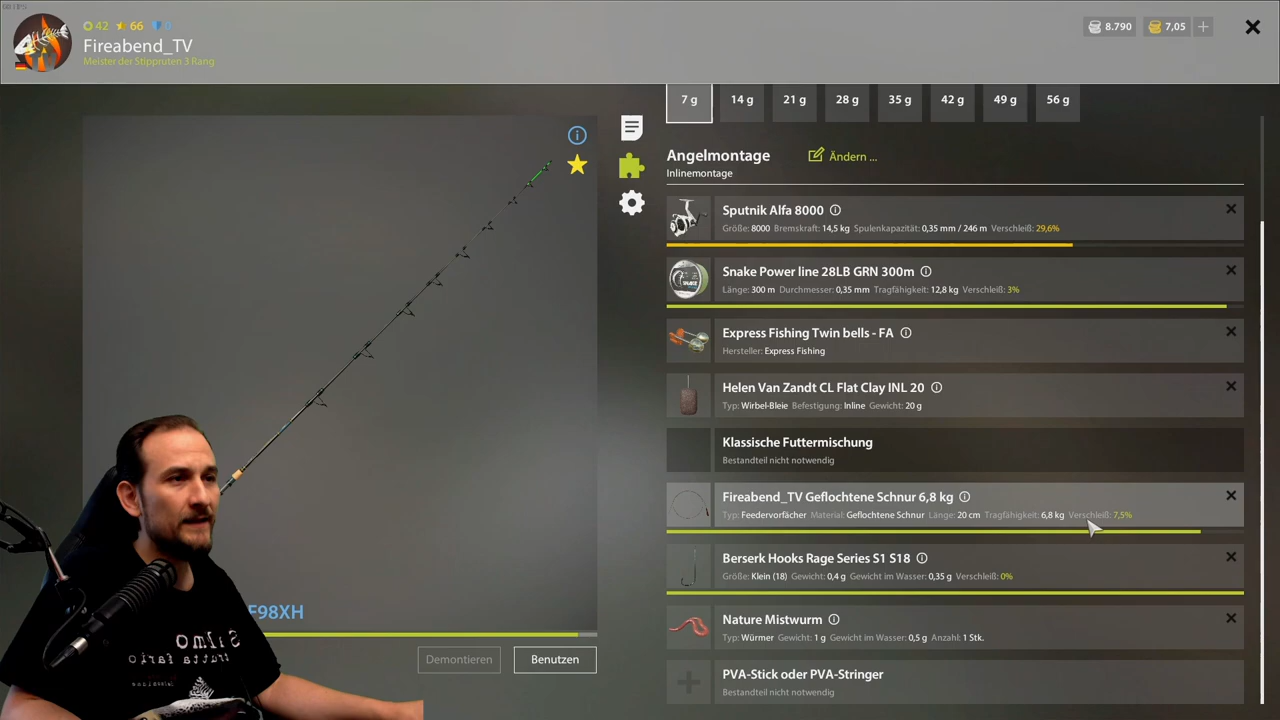 42 66 0
Fireabend_TV
Meister der Stippruten 3 Rang
8.790 7,05
7 g 14 g 21 g 28 g 35 g 42 g 49 g 56 g
Angelmontage Ändern ...
Inlinemontage
Sputnik Alfa 8000
Größe: 8000 Bremskraft: 14,5 kg Spulenkapazität: 0,35 mm / 246 m Verschleiß: 29,6%
Snake Power line 28LB GRN 300m
Länge: 300 m Durchmesser: 0,35 mm Tragfähigkeit: 12,8 kg Verschleiß: 3%
Express Fishing Twin bells - FA
Hersteller: Express Fishing
Helen Van Zandt CL Flat Clay INL 20
Typ: Wirbel-Bleie Befestigung: Inline Gewicht: 20 g
Klassische Futtermischung
Bestandteil nicht notwendig
Fireabend_TV Geflochtene Schnur 6,8 kg
Typ: Feedervorfächer Material: Geflochtene Schnur Länge: 20 cm Tragfähigkeit: 6,8 kg Verschleiß: 7,5%
Berserk Hooks Rage Series S1 S18
Größe: Klein (18) Gewicht: 0,4 g Gewicht im Wasser: 0,35 g Verschleiß: 0%
Nature Mistwurm
Typ: Würmer Gewicht: 1 g Gewicht im Wasser: 0,5 g Anzahl: 1 Stk.
PVA-Stick oder PVA-Stringer
Bestandteil nicht notwendig
F98XH
Demontieren Benutzen
Salmo
trutta fario